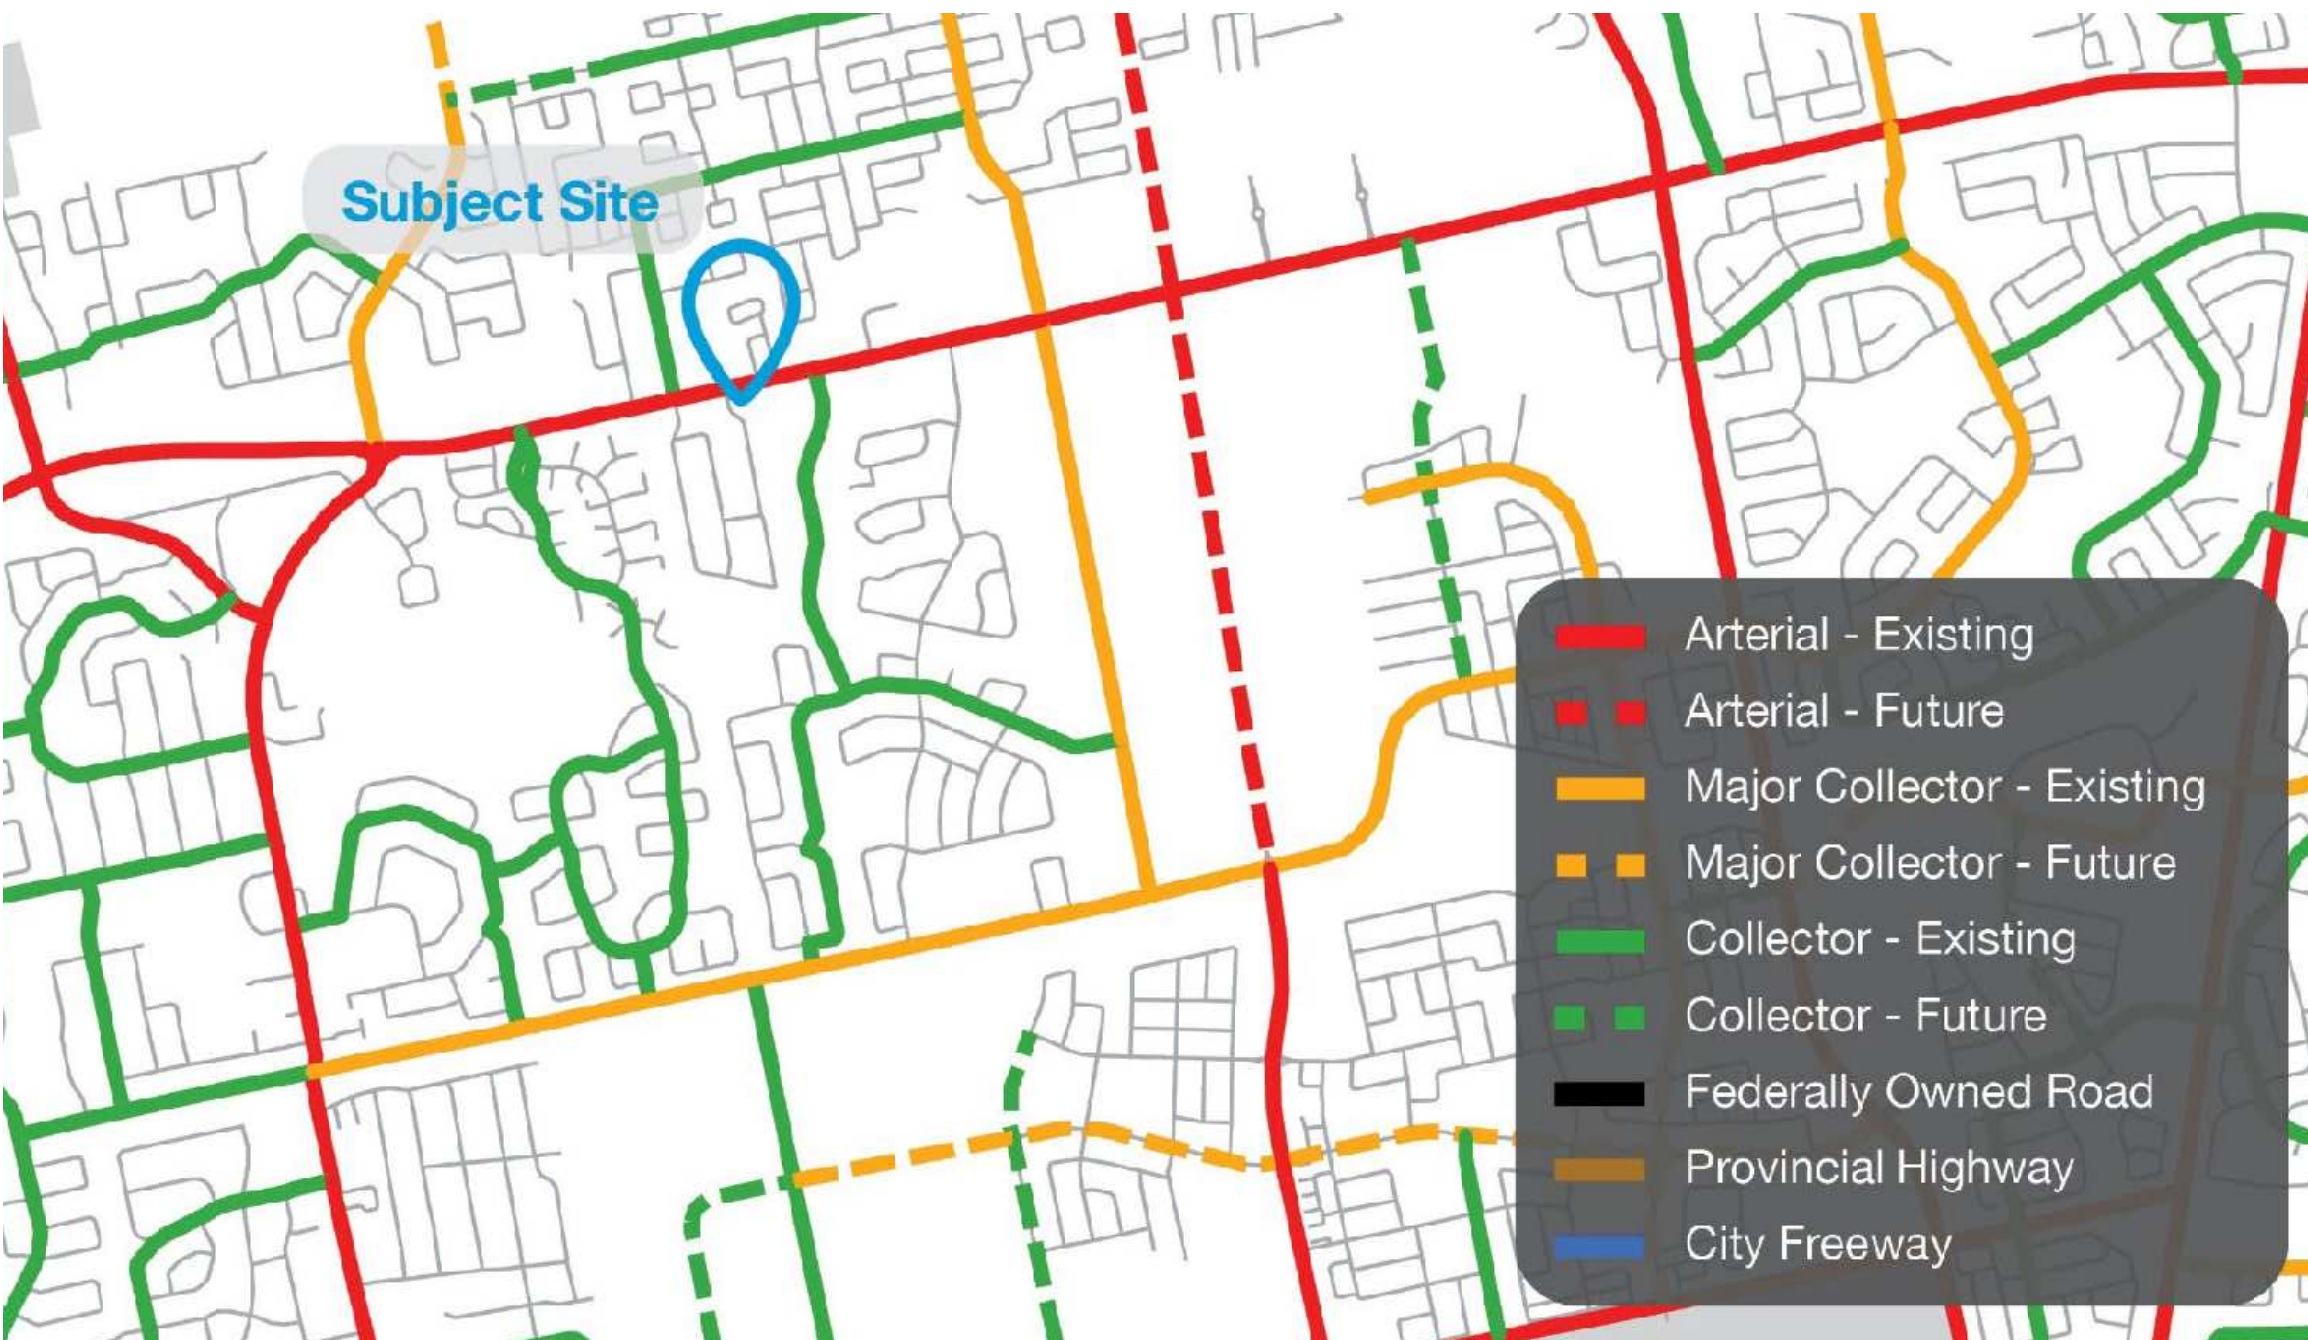 Subject Site
Arterial - Existing
Arterial - Future
Major Collector - Existing
Major Collector - Future
Collector - Existing
Collector - Future
Federally Owned Road
Provincial Highway
City Freeway